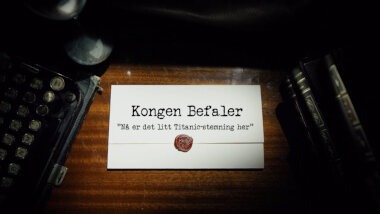 Kongen Befaler
"Nå er det litt Titanic-stemning her"